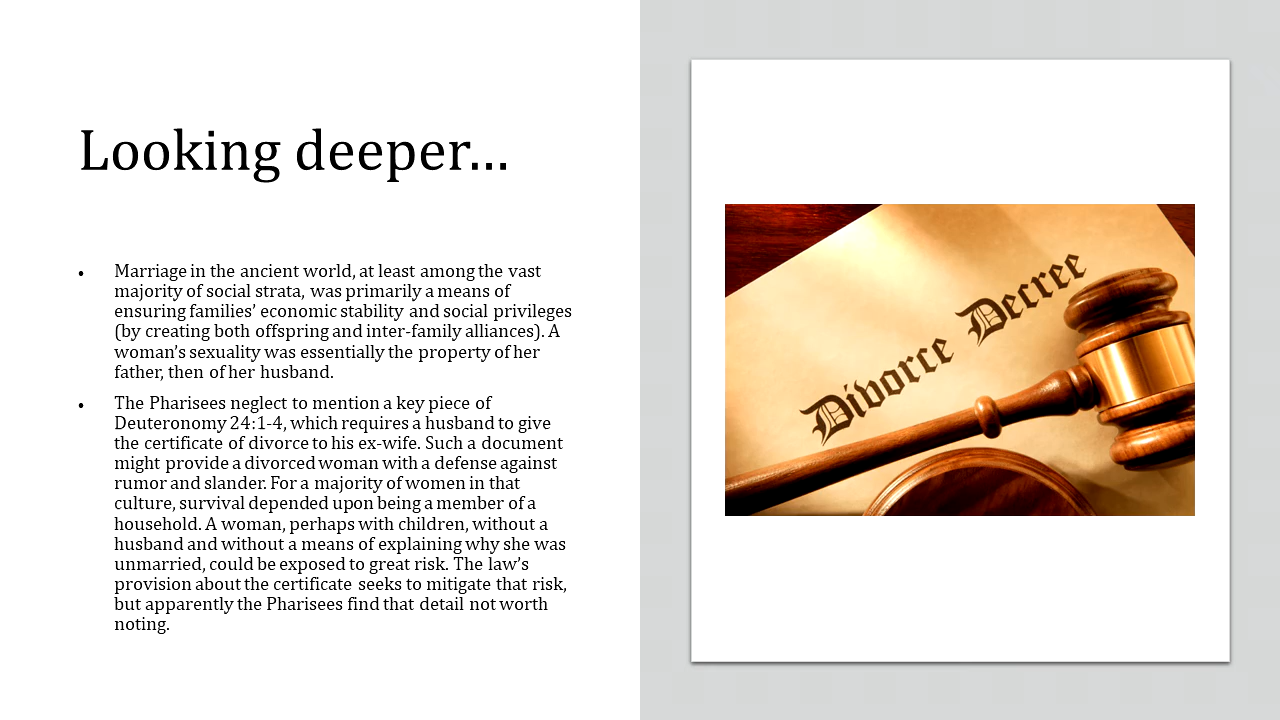 Looking deeper...
• Marriage in the ancient world, at least among the vast
majority of social strata, was primarily a means of
ensuring families’ economic stability and social privileges
(by creating both offspring and inter-family alliances). A
woman’s sexuality was essentially the property of her
father, then of her husband.
• The Pharisees neglect to mention a key piece of
Deuteronomy 24:1-4, which requires a husband to give
the certificate of divorce to his ex-wife. Such a document
might provide a divorced woman with a defense against
rumor and slander. For a majority of women in that
culture, survival depended upon being a member of a
household. A woman, perhaps with children, without a
husband and without a means of explaining why she was
unmarried, could be exposed to great risk. The law’s
provision about the certificate seeks to mitigate that risk,
but apparently the Pharisees find that detail not worth
noting.
Divorce Decree